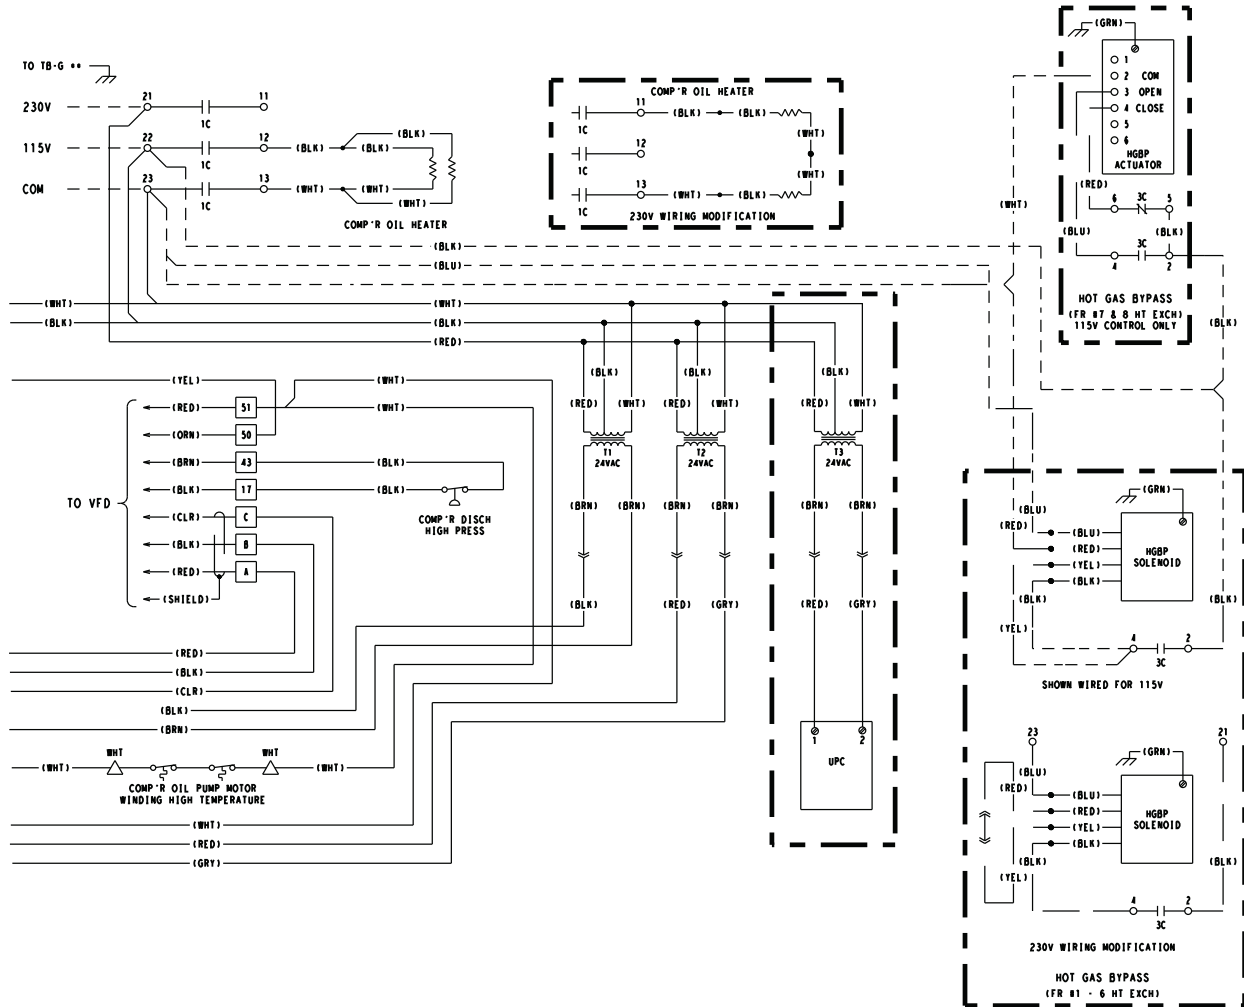 TO TB-G **
230V
21
11
1C
115V
22
12
(BLK)
(BLK)
(BLK)
1C
COM
23
13
(WHT)
(WHT)
(WHT)
1C
COMP'R OIL HEATER
COMP'R OIL HEATER
11
(BLK)
(BLK)
1C
(WHT)
12
1C
(WHT)
13
(WHT)
(BLK)
1C
230V WIRING MODIFICATION
(GRN)
1
2 COM
3 OPEN
4 CLOSE
5
6
HGBP
ACTUATOR
(RED)
6
3C
5
(BLU)
(BLK)
3C
4
2
HOT GAS BYPASS
(FR #7 & 8 HT EXCH)
115V CONTROL ONLY
(WHT)
(BLK)
(BLK)
(BLU)
(WHT)
(WHT)
(BLK)
(BLK)
(RED)
(YEL)
(WHT)
TO VFD
(RED)
51
(WHT)
(ORN)
50
(BRN)
43
(BLK)
(BLK)
17
(BLK)
COMP'R DISCH
HIGH PRESS
(CLR)
C
(BLK)
B
(RED)
A
(SHIELD)
(RED)
(BLK)
(CLR)
(BLK)
(BRN)
(WHT)
WHT
WHT
(WHT)
COMP'R OIL PUMP MOTOR
WINDING HIGH TEMPERATURE
(WHT)
(RED)
(GRY)
(BLK)
(BLK)
(BLK)
(RED)
(WHT)
(RED)
(WHT)
(RED)
(WHT)
T1
24VAC
T2
24VAC
T3
24VAC
(BRN)
(BRN)
(BRN)
(BRN)
(BRN)
(BRN)
(BLK)
(RED)
(GRY)
(RED)
(GRY)
1
2
UPC
(GRN)
(BLU)
(RED)
(BLU)
(RED)
(YEL)
(BLK)
HGBP
SOLENOID
(BLK)
(BLK)
(YEL)
4
2
3C
SHOWN WIRED FOR 115V
23
21
(GRN)
(BLU)
(RED)
(BLU)
(RED)
(YEL)
(BLK)
HGBP
SOLENOID
(BLK)
(BLK)
(YEL)
4
2
3C
230V WIRING MODIFICATION
HOT GAS BYPASS
(FR #1 - 6 HT EXCH)